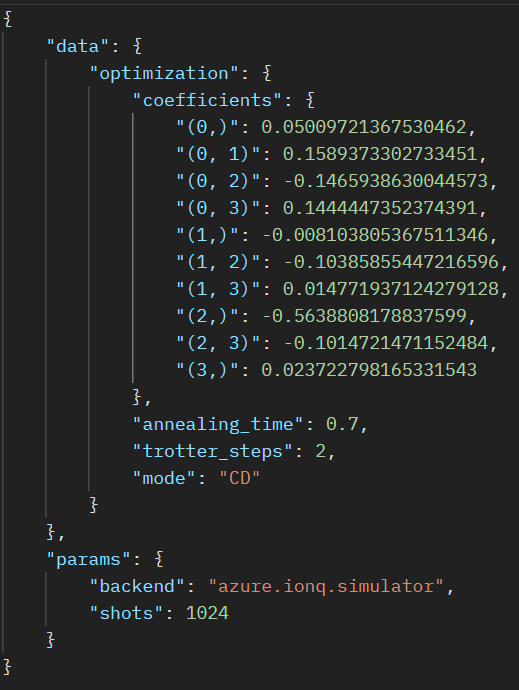 {
    "data": {
        "optimization": {
            "coefficients": {
                "(0,)": 0.05009721367530462,
                "(0, 1)": 0.1589373302733451,
                "(0, 2)": -0.1465938630044573,
                "(0, 3)": 0.1444447352374391,
                "(1,)": -0.008103805367511346,
                "(1, 2)": -0.10385855447216596,
                "(1, 3)": 0.014771937124279128,
                "(2,)": -0.5638808178837599,
                "(2, 3)": -0.1014721471152484,
                "(3,)": 0.023722798165331543
            },
            "annealing_time": 0.7,
            "trotter_steps": 2,
            "mode": "CD"
        }
    },
    "params": {
        "backend": "azure.ionq.simulator",
        "shots": 1024
    }
}